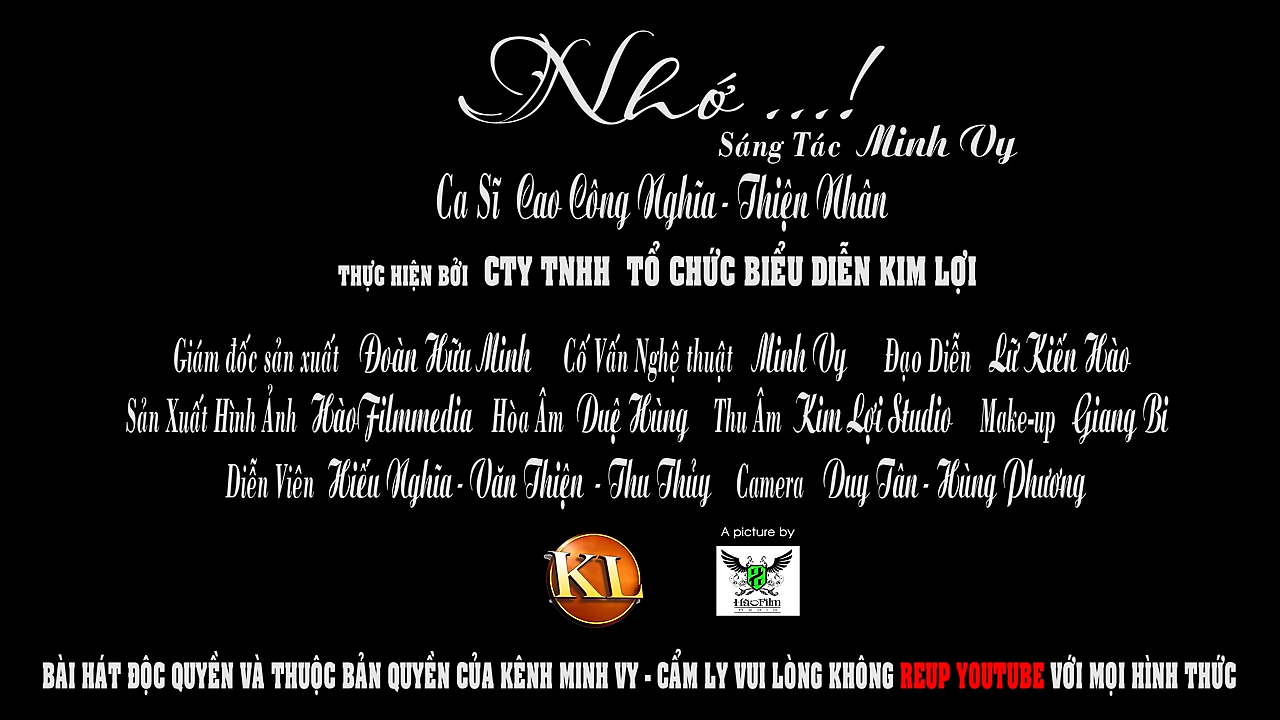 Nhớ ...!
Sáng Tác Minh Vy
Ca Sĩ Cao Công Nghĩa - Thiện Nhân
THỰC HIỆN BỞI CTY TNHH TỔ CHỨC BIỂU DIỄN KIM LỢI
Giám đốc sản xuất Đoàn Hữu Minh Cố Vấn Nghệ thuật Minh Vy Đạo Diễn Lữ Kiến Hào
Sản Xuất Hình Ảnh HàoFilmmedia Hòa Âm Duệ Hùng Thu Âm Kim Lợi Studio Make-up Giang Bi
Diễn Viên Hiếu Nghĩa - Văn Thiện - Thu Thủy Camera Duy Tân - Hùng Phương
A picture by
KL
HàoFilm
MEDIA
BÀI HÁT ĐỘC QUYỀN VÀ THUỘC BẢN QUYỀN CỦA KÊNH MINH VY - CẨM LY VUI LÒNG KHÔNG REUP YOUTUBE VỚI MỌI HÌNH THỨC